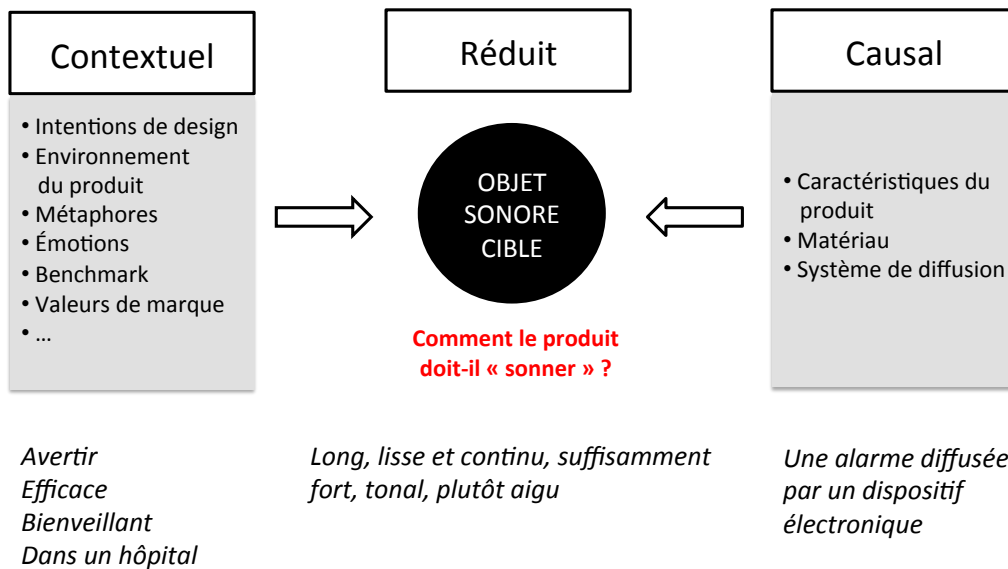 Contextuel
• Intentions de design
• Environnement
du produit
• Métaphores
• Émotions
• Benchmark
• Valeurs de marque
• ...
Réduit
OBJET
SONORE
CIBLE
Comment le produit
doit-il « sonner » ?
Causal
• Caractéristiques du
produit
• Matériau
• Système de diffusion
Avertir
Efficace
Bienveillant
Dans un hôpital
Long, lisse et continu, suffisamment
fort, tonal, plutôt aigu
Une alarme diffusée
par un dispositif
électronique